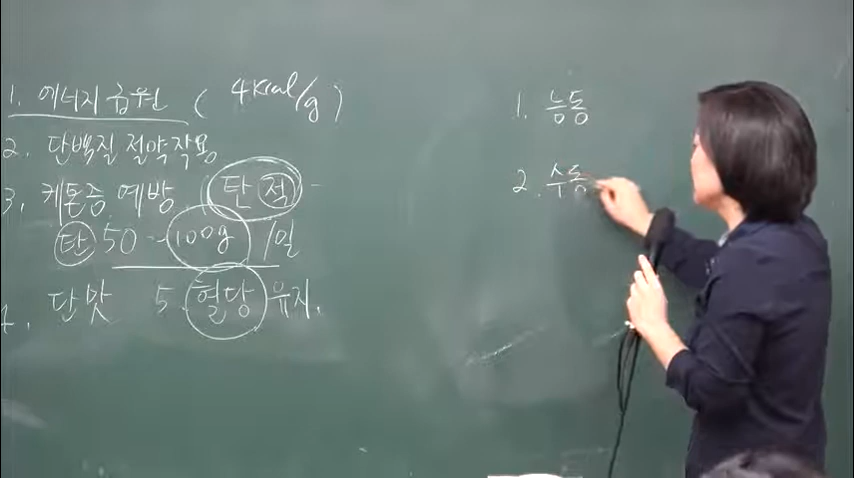 1. 에너지 급원 ( 4Kcal/g )
2. 단백질 절약작용
3. 케톤증 예방 ( 탄 적
탄 50 ~ 100g /일
4. 단맛 5. 혈당 유지.
1. 능동
2. 수동